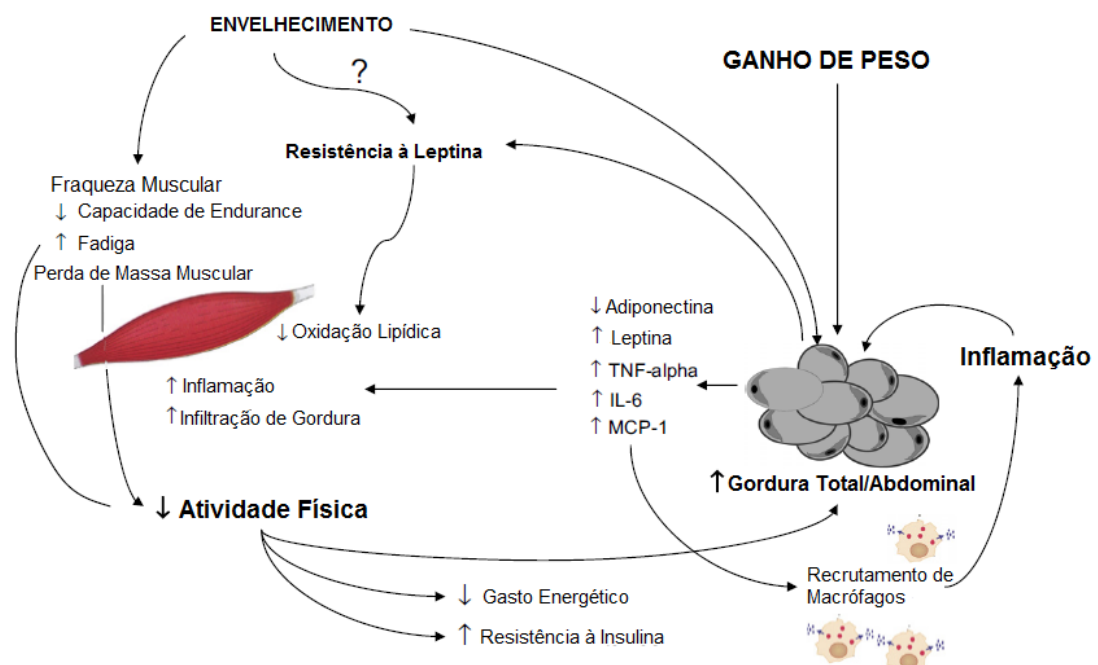 ENVELHECIMENTO
?
GANHO DE PESO
Resistência à Leptina
Fraqueza Muscular
↓ Capacidade de Endurance
↑ Fadiga
Perda de Massa Muscular
↓ Oxidação Lipídica
↑ Inflamação
↑ Infiltração de Gordura
↓ Adiponectina
↑ Leptina
↑ TNF-alpha
↑ IL-6
↑ MCP-1
Inflamação
↑ Gordura Total/Abdominal
↓ Atividade Física
Recrutamento de
Macrófagos
↓ Gasto Energético
↑ Resistência à Insulina